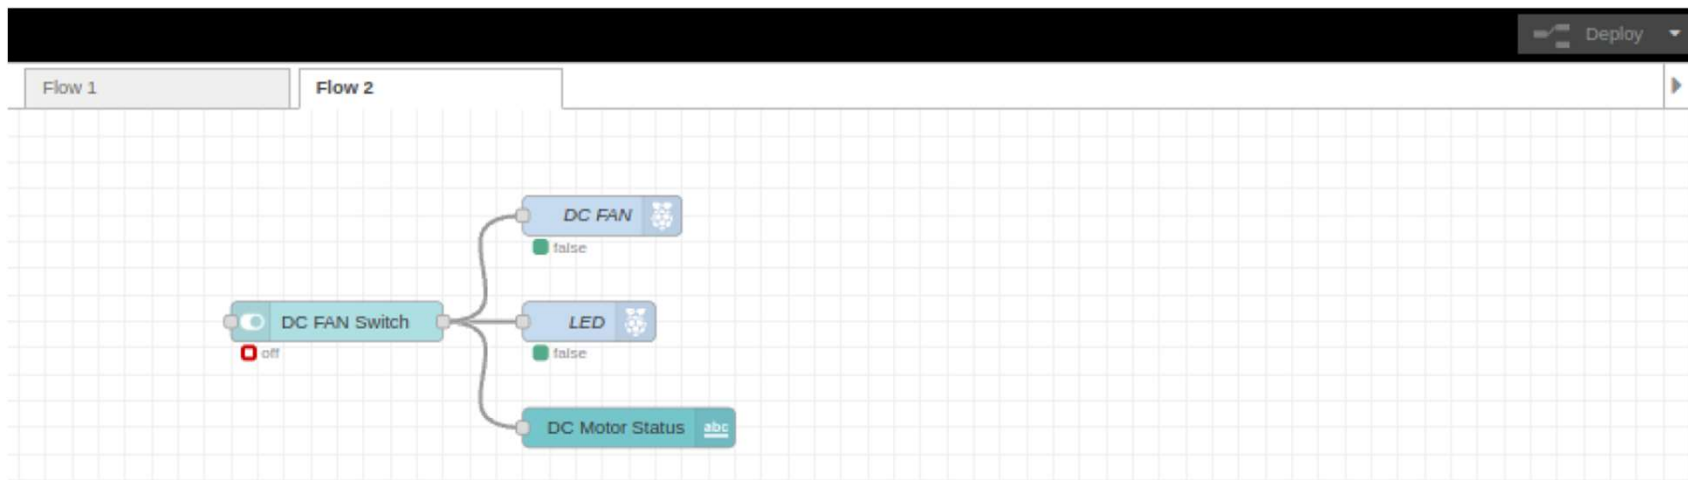 Deploy
Flow 1
Flow 2
DC FAN
false
DC FAN Switch
off
LED
false
DC Motor Status
abc